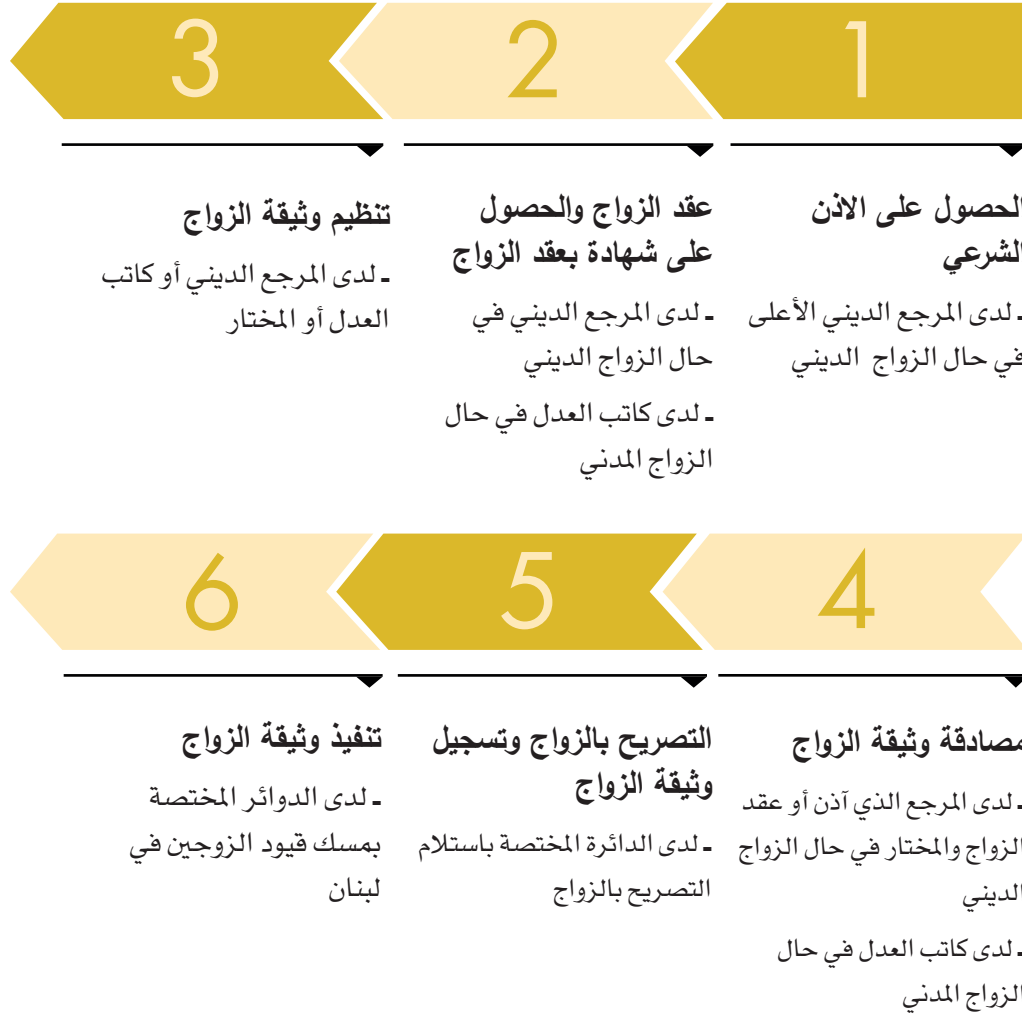 1
الحصول على الاذن
الشرعي
ـ لدى المرجع الديني الأعلى
في حال الزواج الديني
2
عقد الزواج والحصول
على شهادة بعقد الزواج
ـ لدى المرجع الديني في
حال الزواج الديني
ـ لدى كاتب العدل في حال
الزواج المدني
3
تنظيم وثيقة الزواج
ـ لدى المرجع الديني أو كاتب
العدل أو المختار
4
مصادقة وثيقة الزواج
ـ لدى المرجع الذي آذن أو عقد
الزواج والمختار في حال الزواج
الديني
ـ لدى كاتب العدل في حال
الزواج المدني
5
التصريح بالزواج وتسجيل
وثيقة الزواج
ـ لدى الدائرة المختصة باستلام
التصريح بالزواج
6
تنفيذ وثيقة الزواج
ـ لدى الدوائر المختصة
بمسك قيود الزوجين في
لبنان